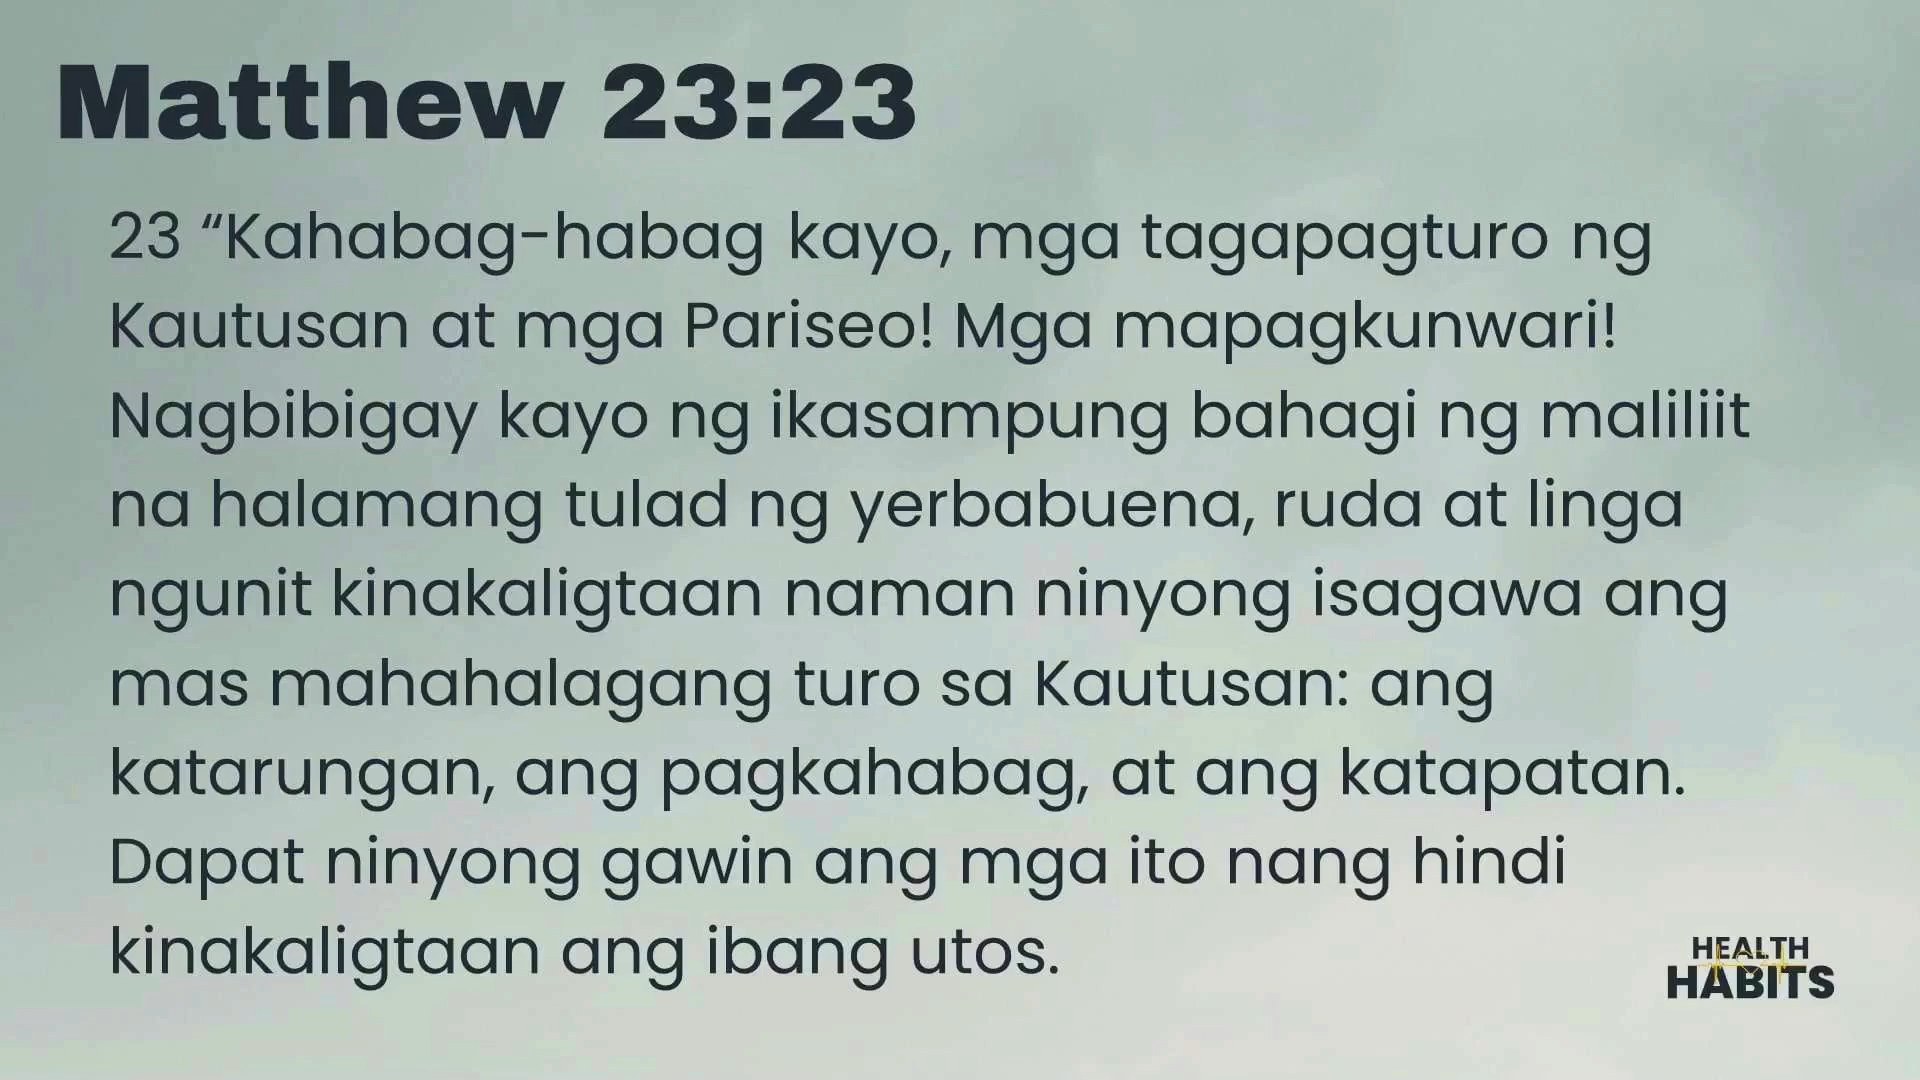 Matthew 23:23
23 “Kahabag-habag kayo, mga tagapagturo ng
Kautusan at mga Pariseo! Mga mapagkunwari!
Nagbibigay kayo ng ikasampung bahagi ng maliliit
na halamang tulad ng yerbabuena, ruda at linga
ngunit kinakaligtaan naman ninyong isagawa ang
mas mahahalagang turo sa Kautusan: ang
katarungan, ang pagkahabag, at ang katapatan.
Dapat ninyong gawin ang mga ito nang hindi
kinakaligtaan ang ibang utos.
HEALTH
HABITS